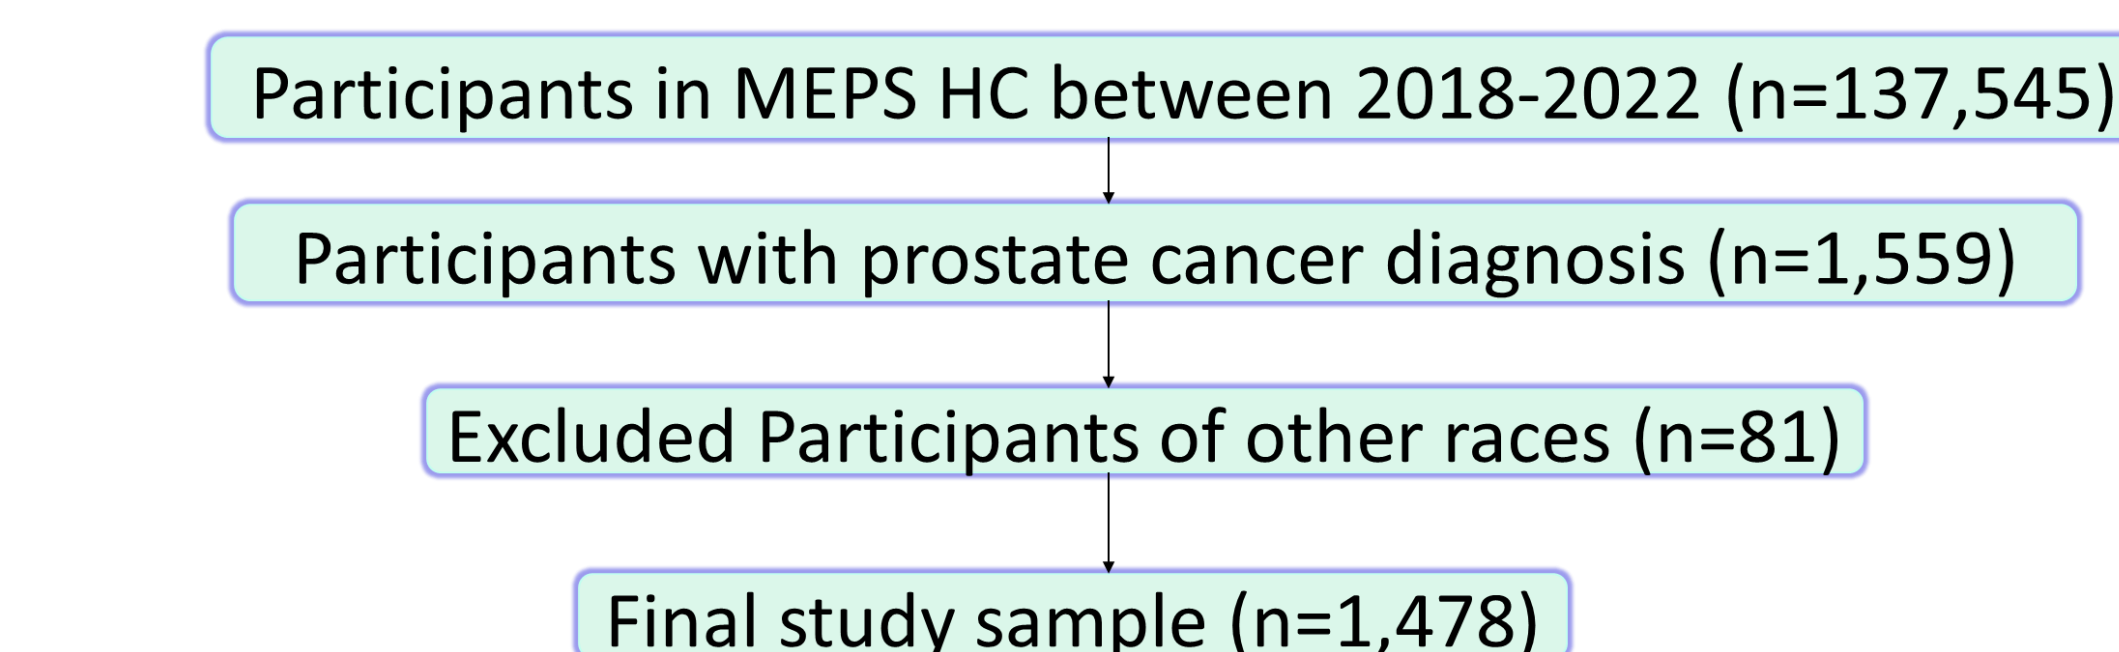 Participants in MEPS HC between 2018-2022 (n=137,545)
Participants with prostate cancer diagnosis (n=1,559)
Excluded Participants of other races (n=81)
Final study sample (n=1,478)